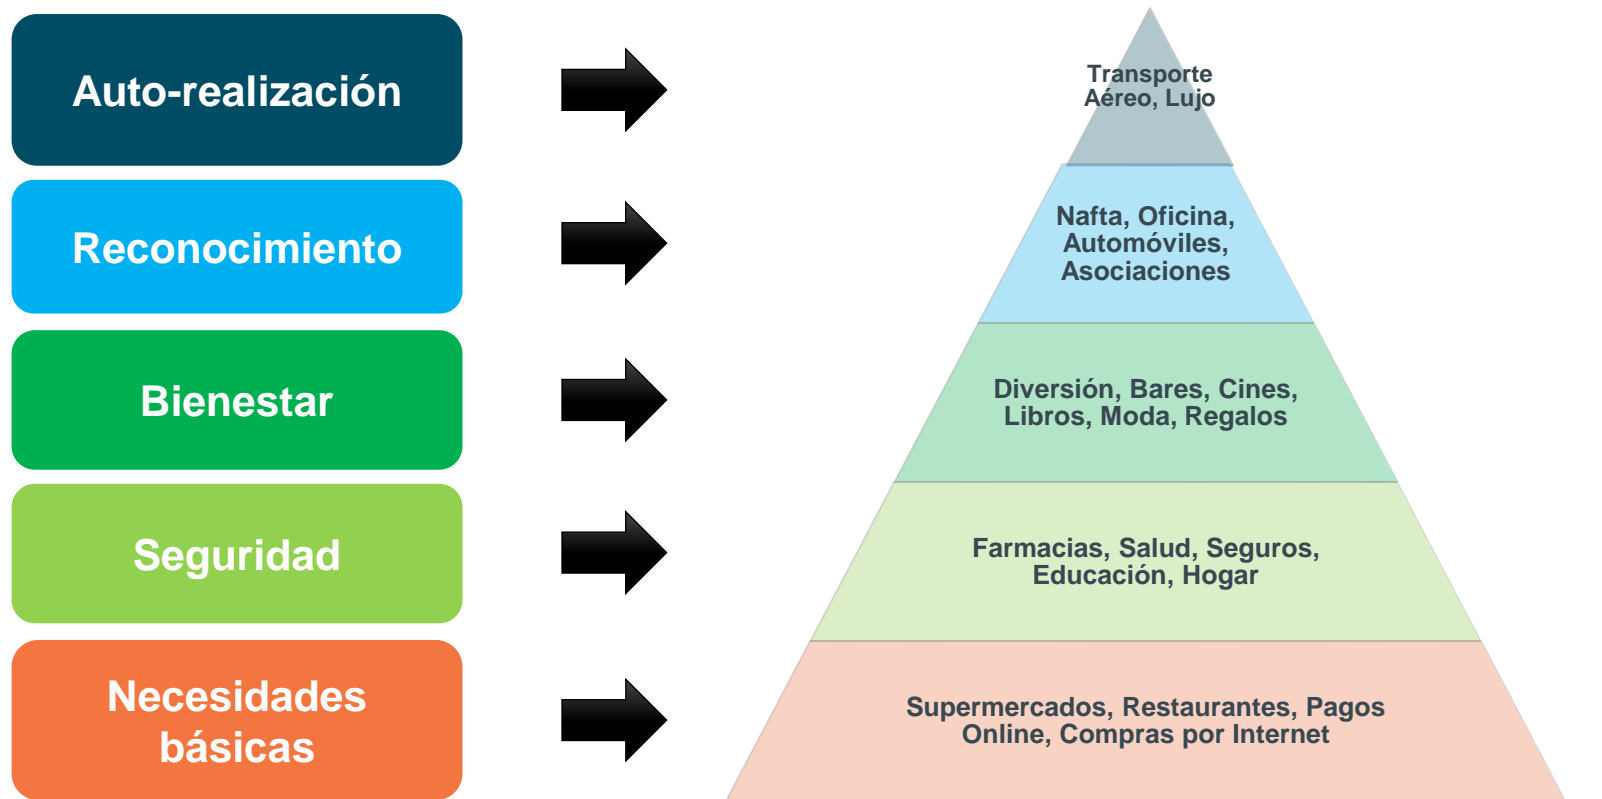 Auto-realización
Transporte
Aéreo, Lujo
Reconocimiento
Nafta, Oficina,
Automóviles,
Asociaciones
Bienestar
Diversión, Bares, Cines,
Libros, Moda, Regalos
Seguridad
Farmacias, Salud, Seguros,
Educación, Hogar
Necesidades
básicas
Supermercados, Restaurantes, Pagos
Online, Compras por Internet